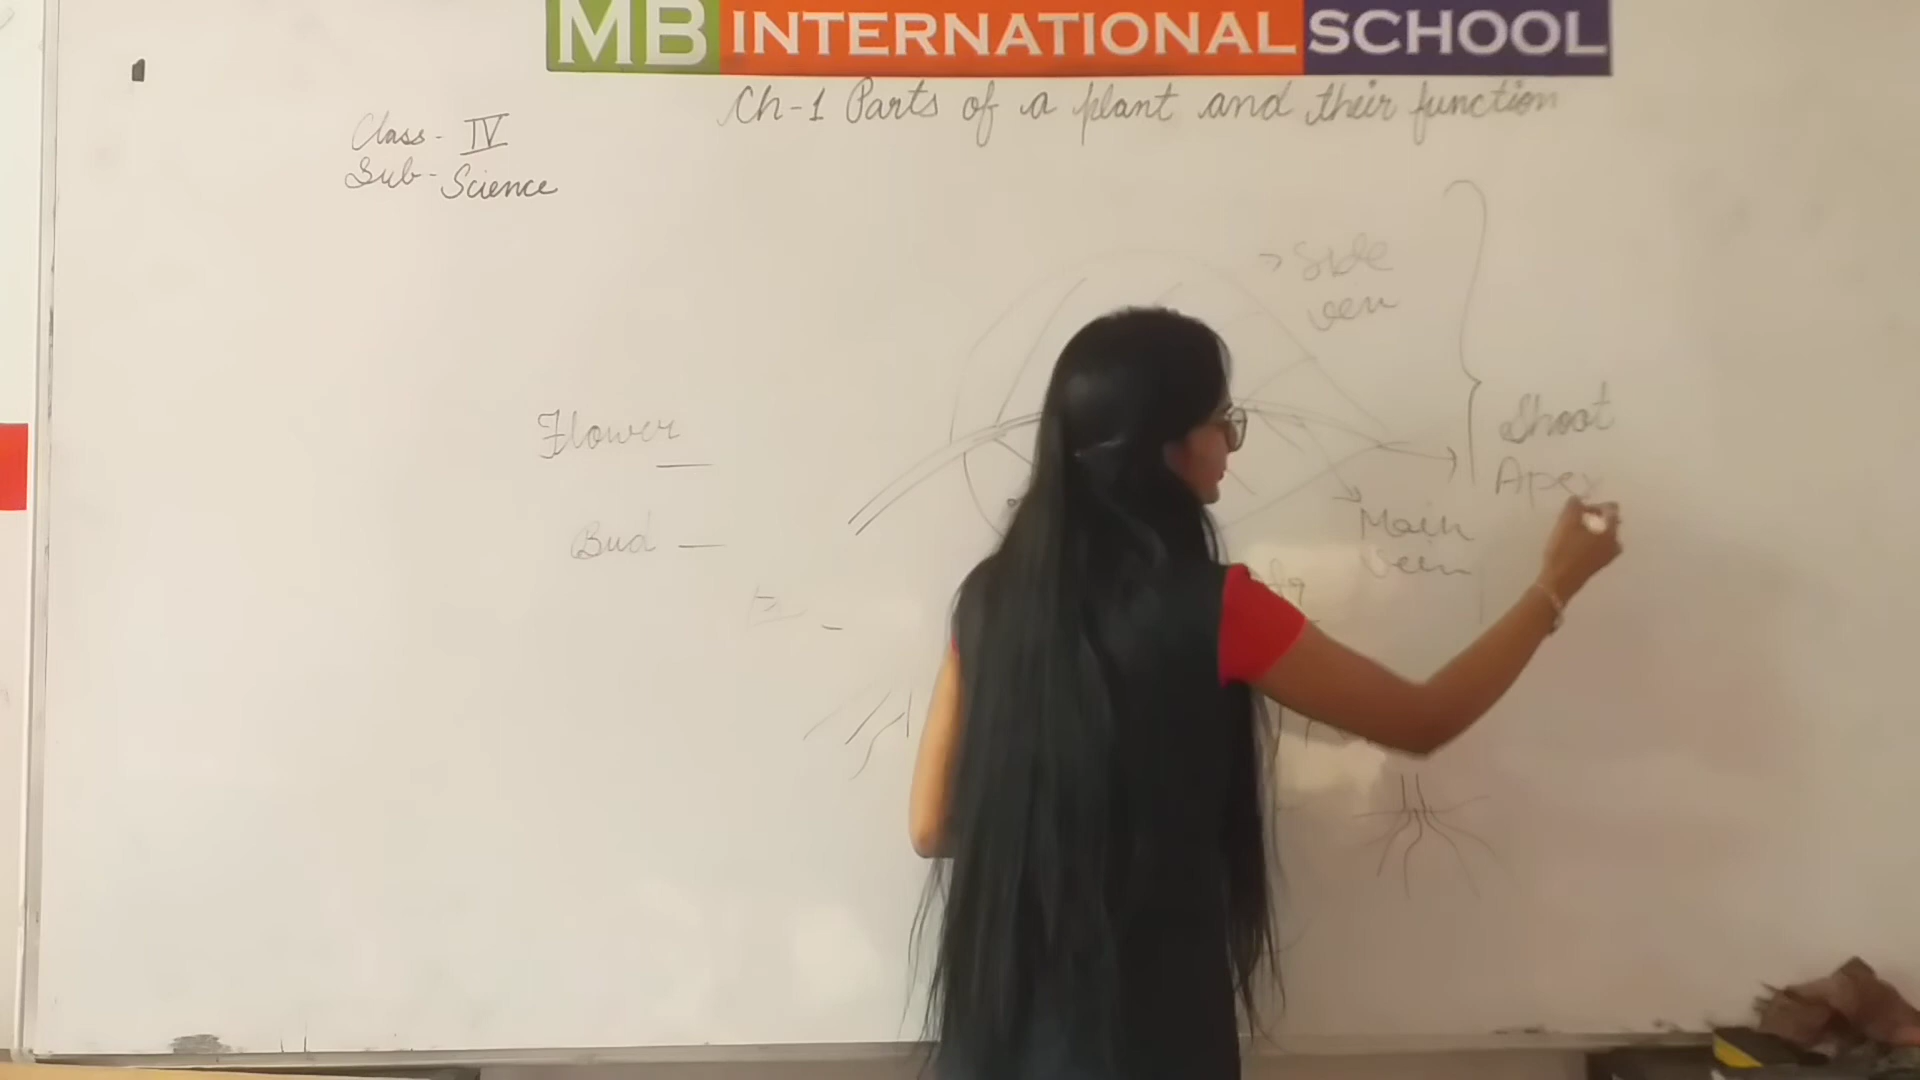 MB INTERNATIONAL SCHOOL
Ch-1 Parts of a plant and their function
Class - IV
Sub - Science
Side
vein
Flower
Shoot
Apex
Bud
Main
vein